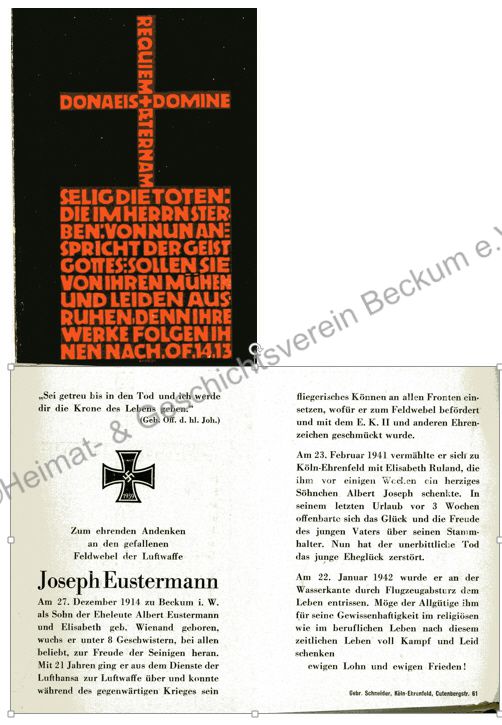 REQUIEM ÆTERNAM
DONA EIS DOMINE
SELIG DIE TOTEN:
DIE IM HERRN STER
BEN: VON NUN AN:
SPRICHT DER GEIST
GOTTES: SOLLEN SIE
VON IHREN MÜHEN
UND LEIDEN AUS
RUHEN. DENN IHRE
WERKE FOLGEN IH
NEN NACH. OF. 14. 13
„Sei getreu bis in den Tod und ich werde
dir die Krone des Lebens geben."
(Geh. Off. d. hl. Joh.)
1939
Zum ehrenden Andenken
an den gefallenen
Feldwebel der Luftwaffe
Joseph Eustermann
Am 27. Dezember 1914 zu Beckum i. W.
als Sohn der Eheleute Albert Eustermann
und Elisabeth geb. Wienand geboren,
wuchs er unter 8 Geschwistern, bei allen
beliebt, zur Freude der Seinigen heran.
Mit 21 Jahren ging er aus dem Dienste der
Lufthansa zur Luftwaffe über und konnte
während des gegenwärtigen Krieges sein
fliegerisches Können an allen Fronten ein-
setzen, wofür er zum Feldwebel befördert
und mit dem E. K. II und anderen Ehren-
zeichen geschmückt wurde.
Am 23. Februar 1941 vermählte er sich zu
Köln-Ehrenfeld mit Elisabeth Ruland, die
ihm vor einigen Wochen ein herziges
Söhnchen Albert Joseph schenkte. In
seinem letzten Urlaub vor 3 Wochen
offenbarte sich das Glück und die Freude
des jungen Vaters über seinen Stamm-
halter. Nun hat der unerbittliche Tod
das junge Eheglück zerstört.
Am 22. Januar 1942 wurde er an der
Wasserkante durch Flugzeugabsturz dem
Leben entrissen. Möge der Allgütige ihm
für seine Gewissenhaftigkeit im religiösen
wie im beruflichen Leben nach diesem
zeitlichen Leben voll Kampf und Leid
schenken
ewigen Lohn und ewigen Frieden!
Gebr. Schneider, Köln-Ehrenfeld, Gutenbergstr. 61
©Heimat- & Geschichtsverein Beckum e.V